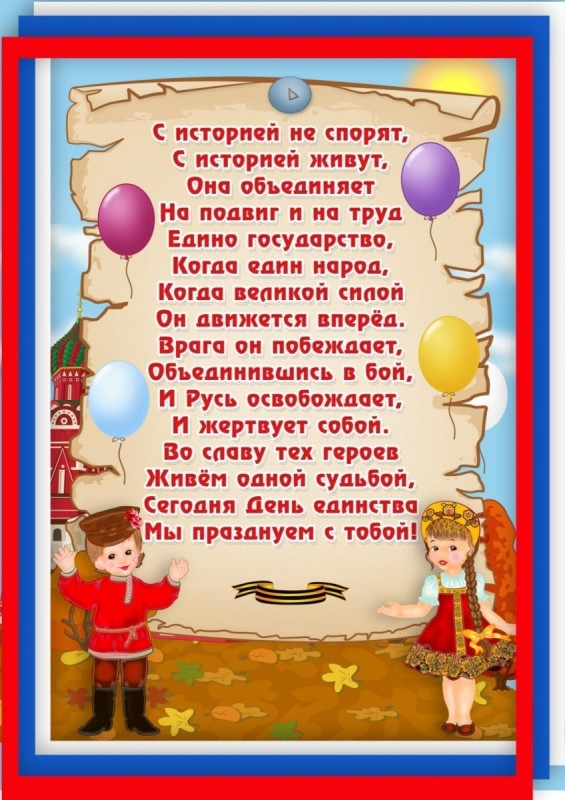 С историей не спорят,
С историей живут,
Она объединяет
На подвиг и на труд
Едино государство,
Когда един народ,
Когда великой силой
Он движется вперёд.
Врага он побеждает,
Объединившись в бой,
И Русь освобождает,
И жертвует собой.
Во славу тех героев
Живём одной судьбой,
Сегодня День единства
Мы празднуем с тобой!